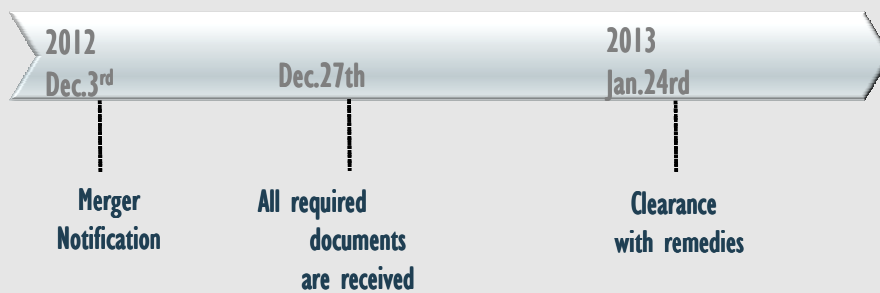 2012
Dec.3rd
Dec.27th
2013
Jan.24rd
Merger
Notification
All required
documents
are received
Clearance
with remedies